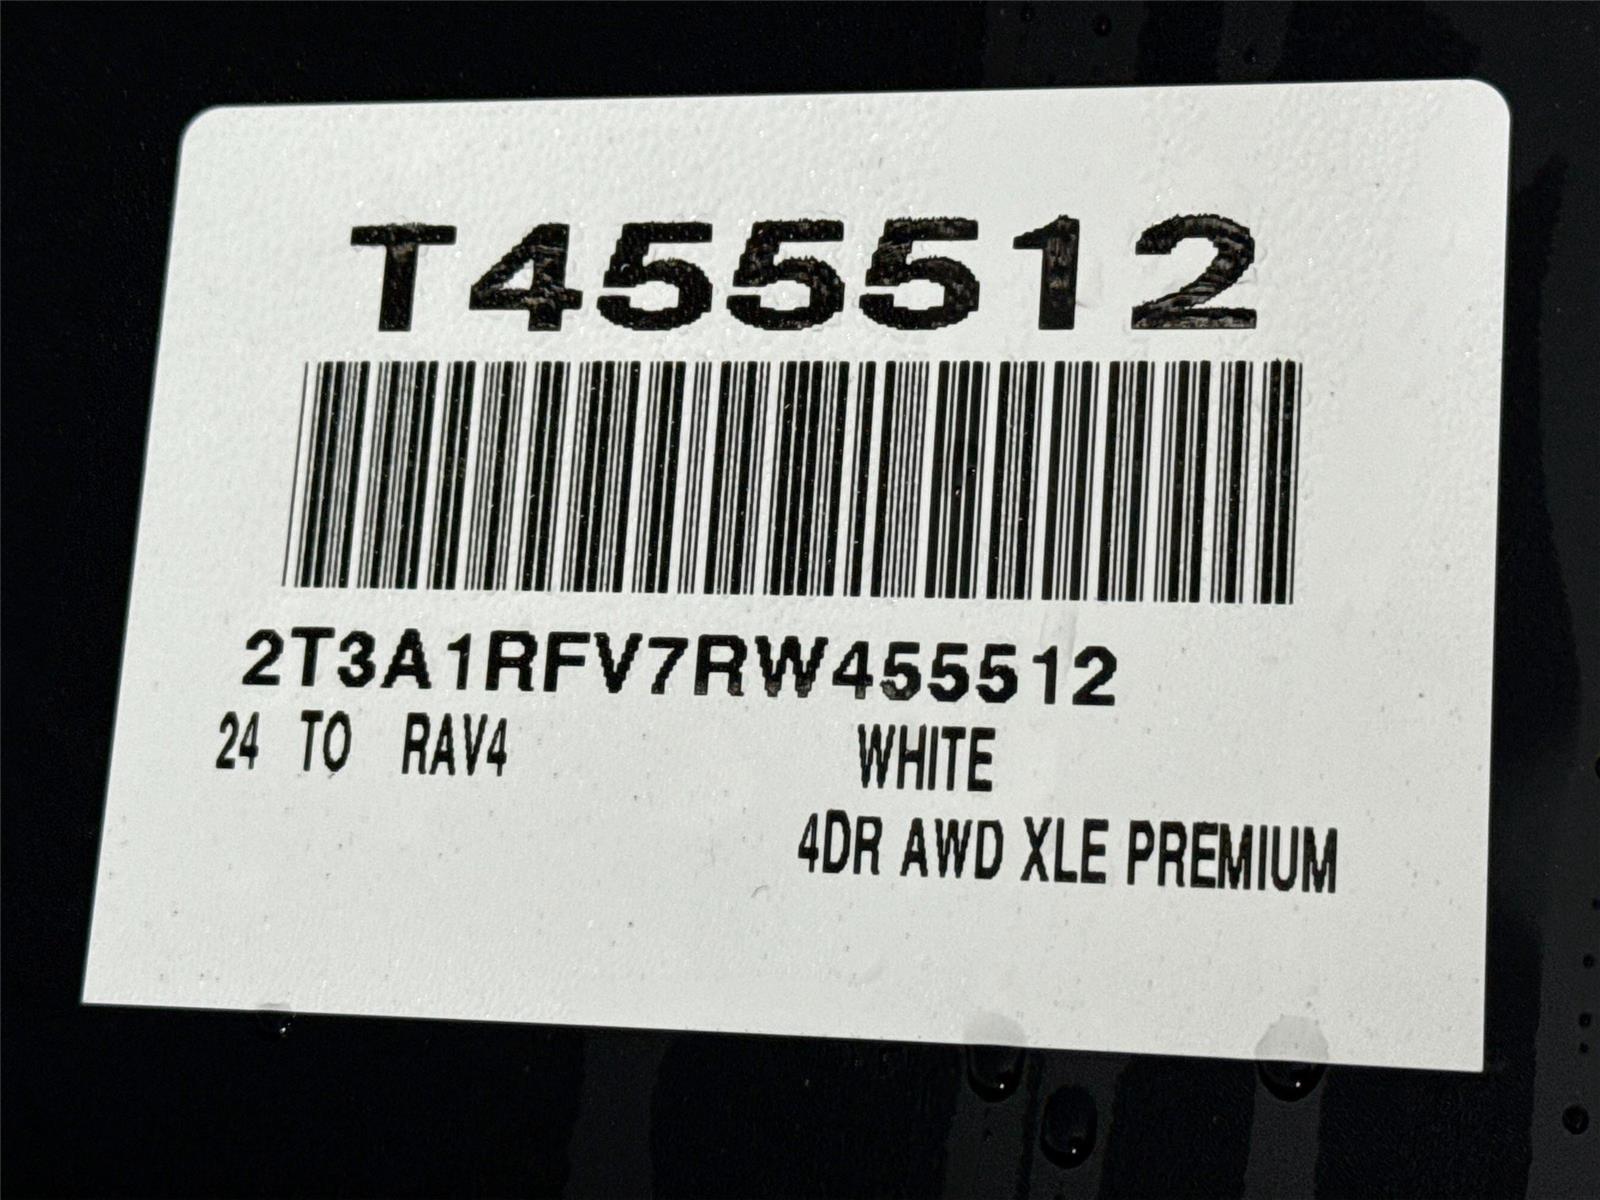 T455512
2T3A1RFV7RW455512
24 TO RAV4 WHITE
4DR AWD XLE PREMIUM